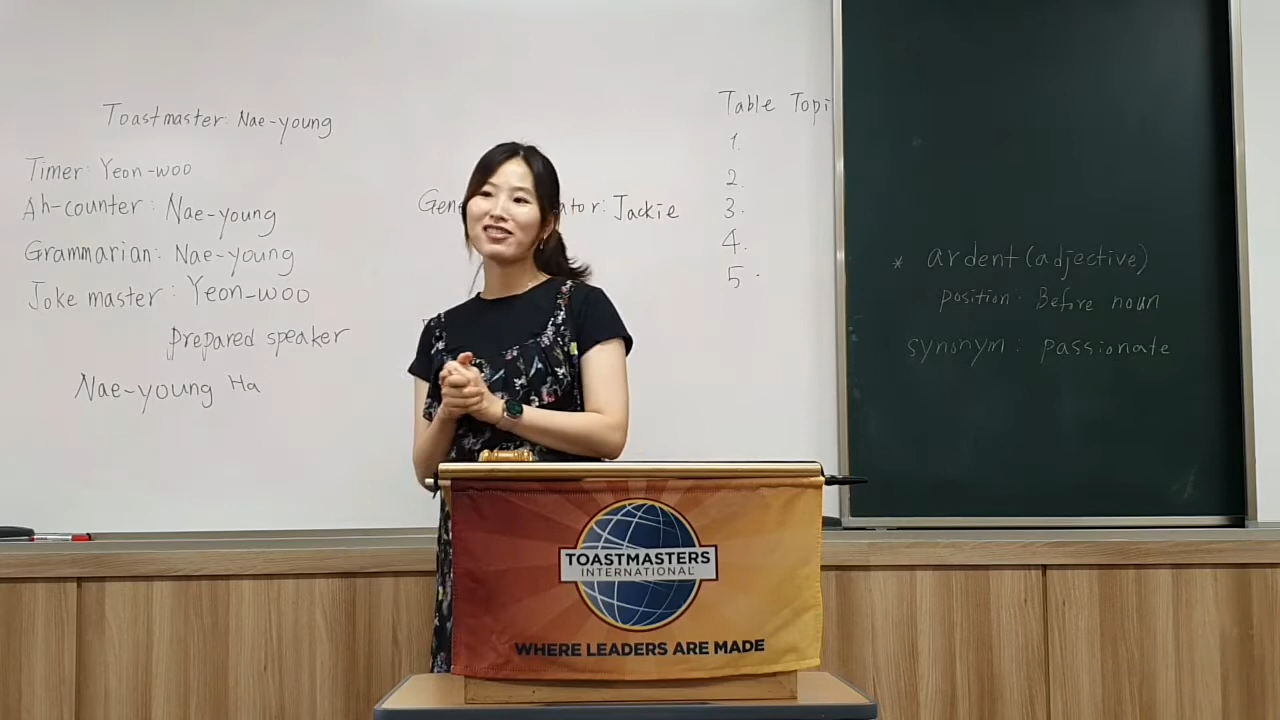 Toastmaster: Nae-young
Timer: Yeon-woo
Ah-counter: Nae-young
Grammarian: Nae-young
Joke master: Yeon-woo
Prepared speaker
Nae-young Ha
Gene ator: Jackie
Table Topi
1.
2.
3.
4.
5.
* ardent (adjective)
position: Before noun
synonym: passionate
TOASTMASTERS
INTERNATIONAL
WHERE LEADERS ARE MADE